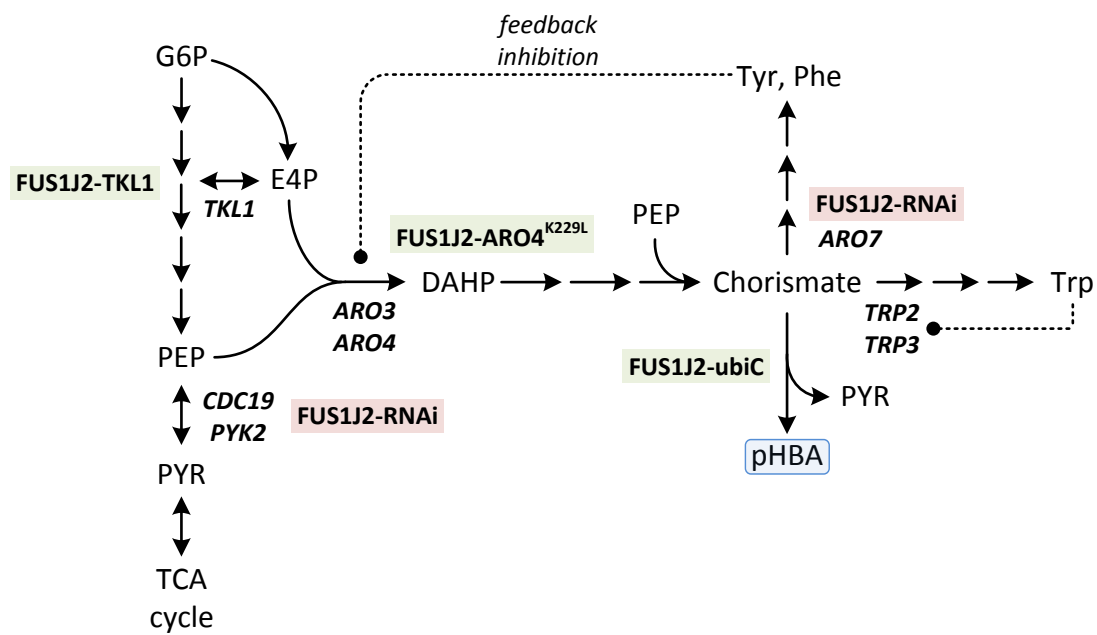 feedback
inhibition
G6P
Tyr, Phe
FUS1J2-TKL1
E4P
TKL1
FUS1J2-RNAi
ARO7
PEP
FUS1J2-ARO4K229L
DAHP
Chorismate
Trp
ARO3
ARO4
TRP2
TRP3
PEP
FUS1J2-ubiC
PYR
CDC19
PYK2
FUS1J2-RNAi
pHBA
PYR
TCA
cycle